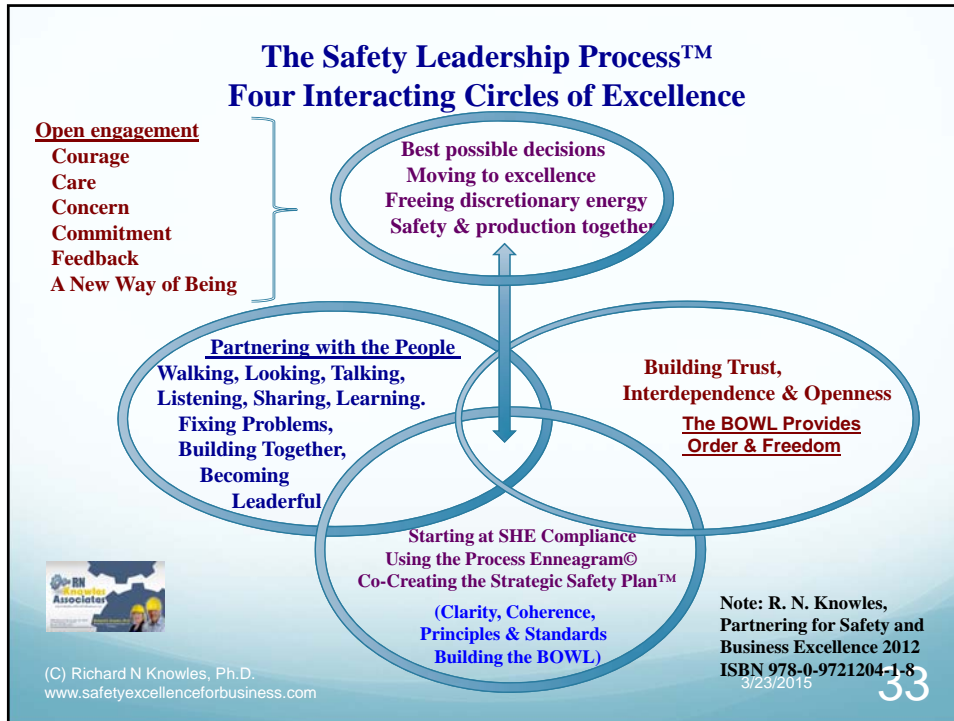 The Safety Leadership Process™
Four Interacting Circles of Excellence
Open engagement
Courage
Care
Concern
Commitment
Feedback
A New Way of Being
Best possible decisions
Moving to excellence
Freeing discretionary energy
Safety & production together
Partnering with the People
Walking, Looking, Talking,
Listening, Sharing, Learning.
Fixing Problems,
Building Together,
Becoming
Leaderful
Building Trust,
Interdependence & Openness
The BOWL Provides
Order & Freedom
Starting at SHE Compliance
Using the Process Enneagram©
Co-Creating the Strategic Safety Plan™
(Clarity, Coherence,
Principles & Standards
Building the BOWL)
RN
Knowles
Associates
Note: R. N. Knowles,
Partnering for Safety and
Business Excellence 2012
ISBN 978-0-9721204-1-8
(C) Richard N Knowles, Ph.D.
www.safetyexcellenceforbusiness.com
3/23/2015
33